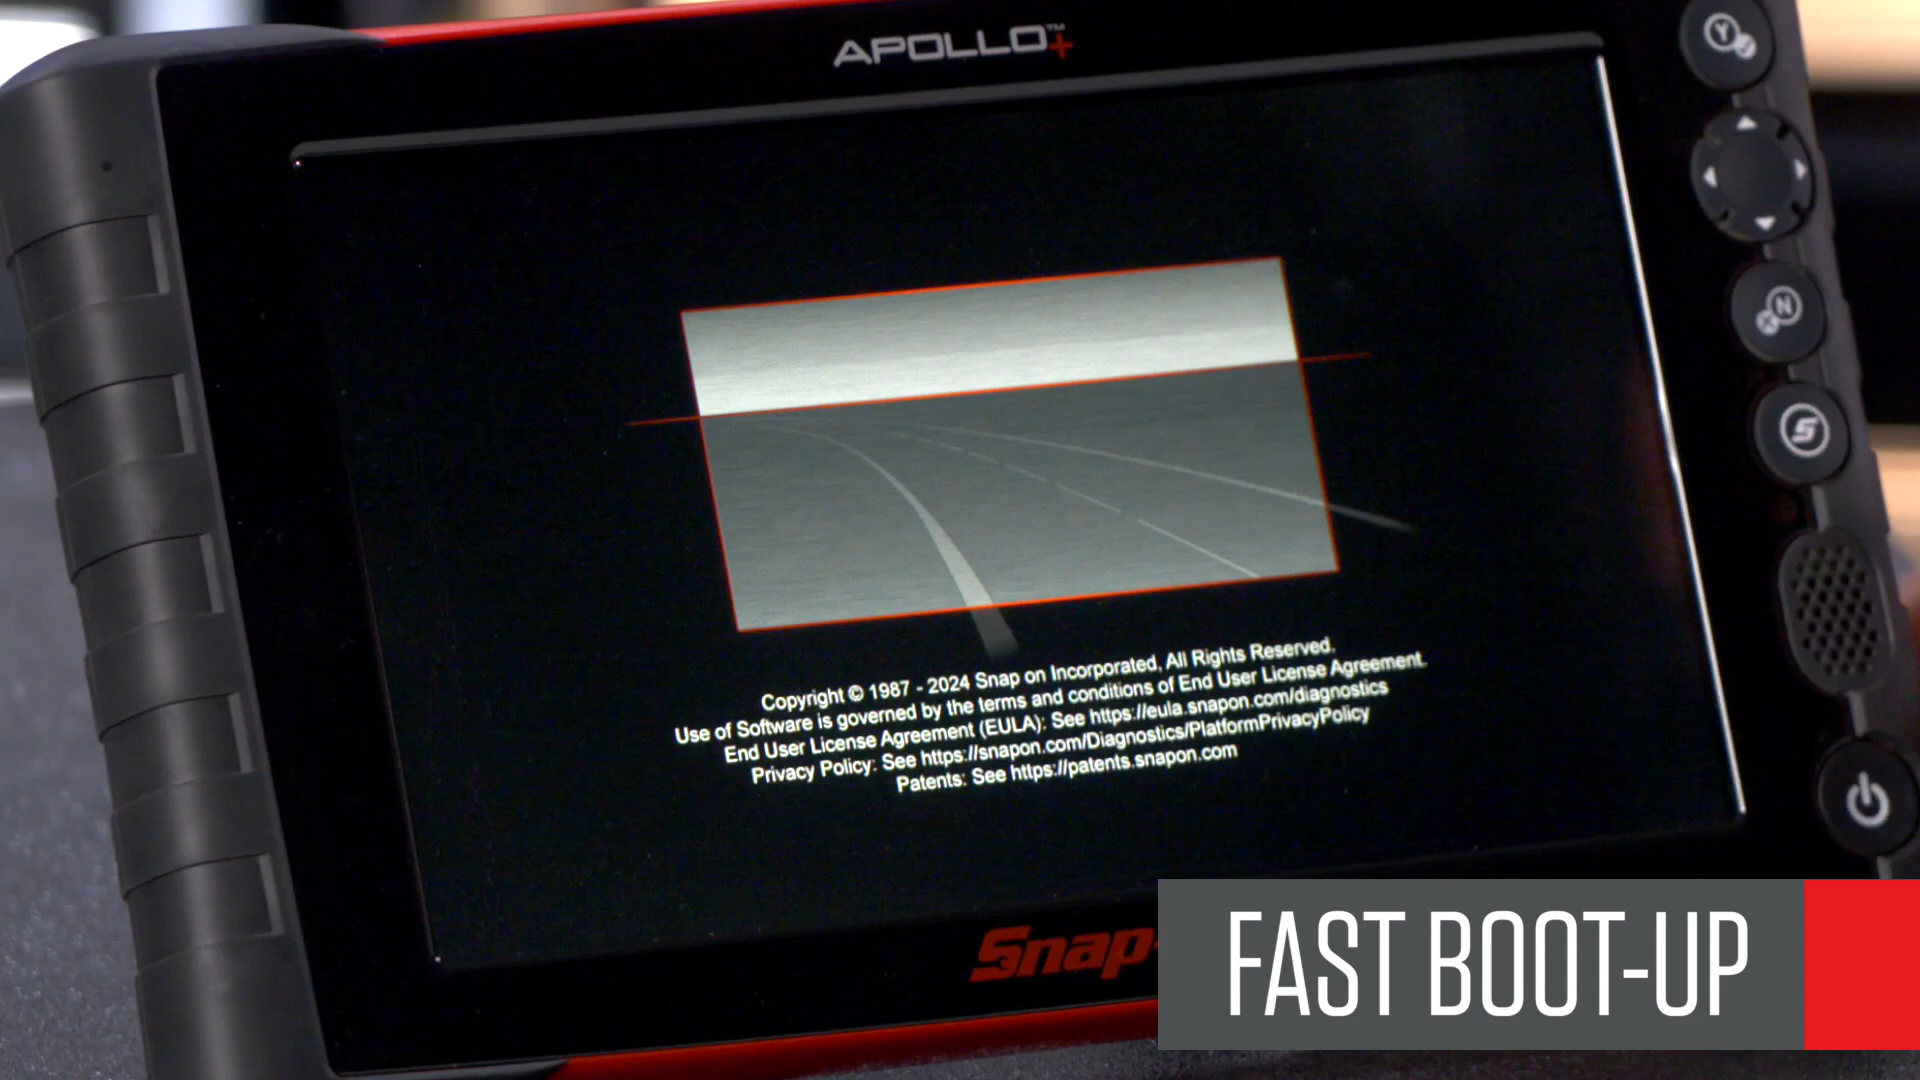 APOLLO™+
Y
N
S
Copyright © 1987 - 2024 Snap on Incorporated, All Rights Reserved.
Use of Software is governed by the terms and conditions of End User License Agreement.
End User License Agreement (EULA): See https://eula.snapon.com/diagnostics
Privacy Policy: See https://snapon.com/Diagnostics/PlatformPrivacyPolicy
Patents: See https://patents.snapon.com
Snap-
FAST BOOT-UP